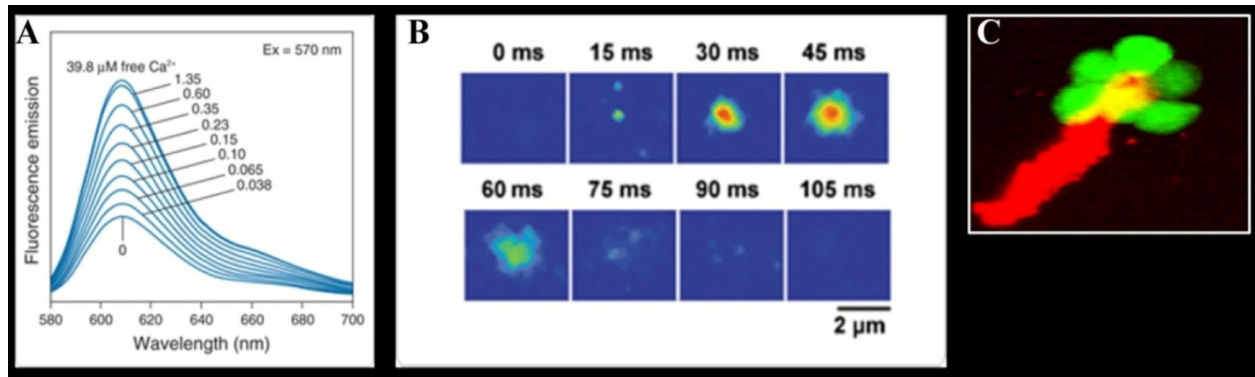 A
Ex = 570 nm
39.8 µM free Ca²⁺
1.35
0.60
0.35
0.23
0.15
0.10
0.065
0.038
0
Fluorescence emission
580 600 620 640 660 680 700
Wavelength (nm)
B
0 ms 15 ms 30 ms 45 ms
60 ms 75 ms 90 ms 105 ms
2 µm
C